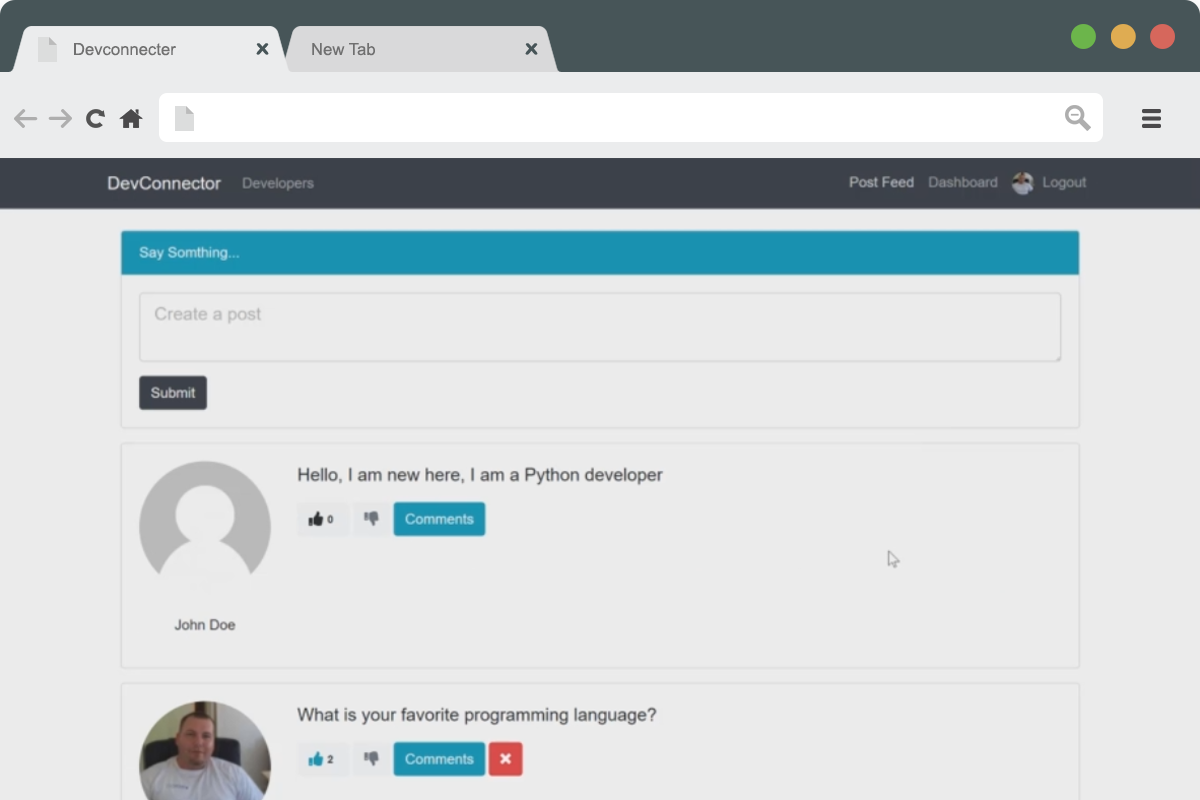 Devconnecter
New Tab
DevConnector Developers Post Feed Dashboard Logout
Say Somthing...
Create a post
Submit
Hello, I am new here, I am a Python developer
0 Comments
John Doe
What is your favorite programming language?
2 Comments